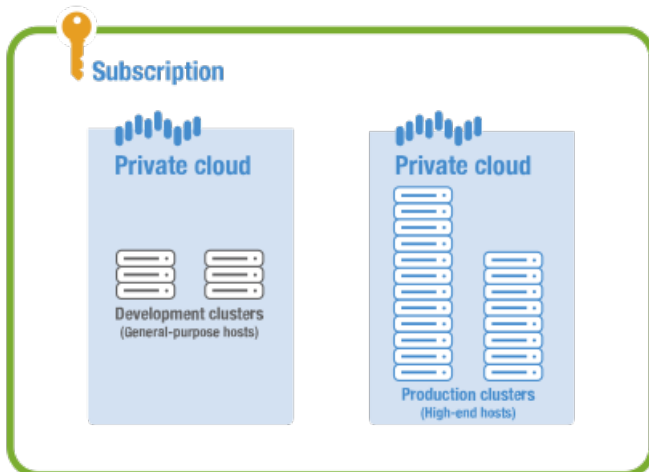 Subscription
Private cloud
Development clusters
(General-purpose hosts)
Private cloud
Production clusters
(High-end hosts)